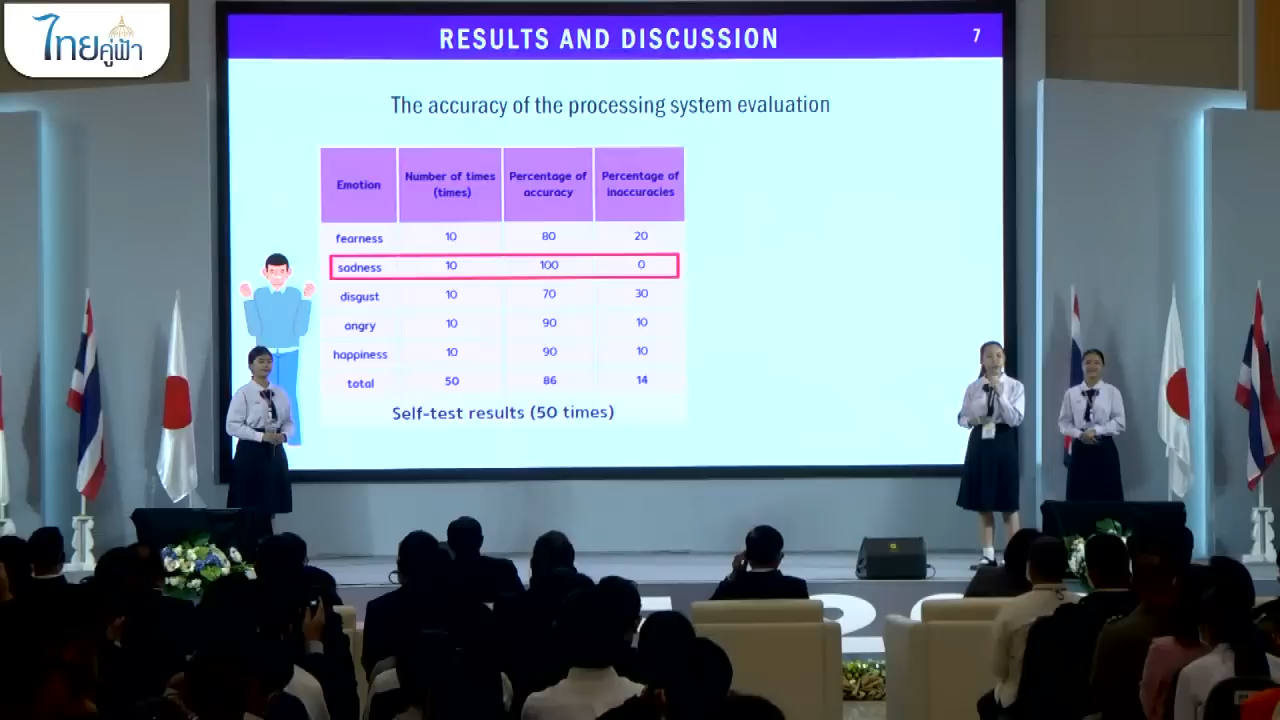 ไทยคู่ฟ้า
RESULTS AND DISCUSSION
7
The accuracy of the processing system evaluation
Emotion Number of times (times) Percentage of accuracy Percentage of inaccuracies
fearness 10 80 20
sadness 10 100 0
disgust 10 70 30
angry 10 90 10
happiness 10 90 10
total 50 86 14
Self-test results (50 times)